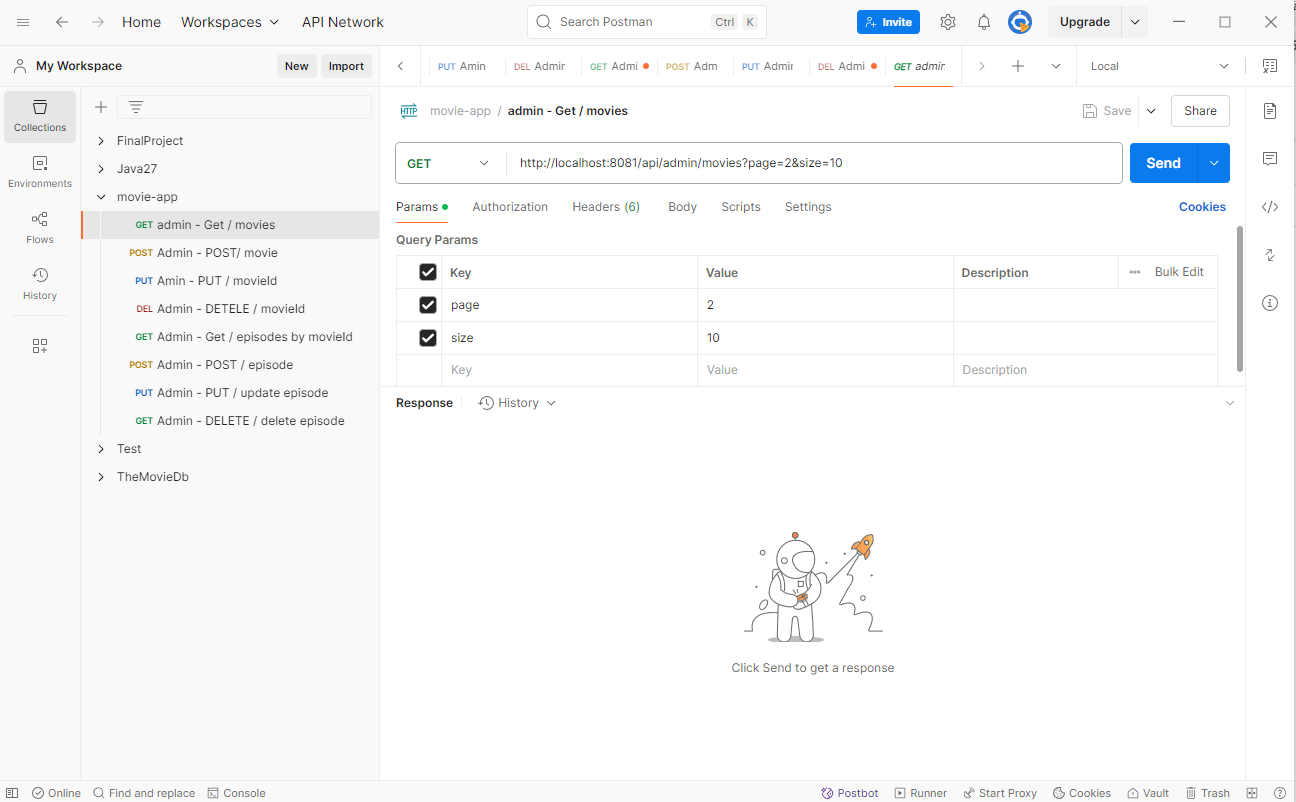 Home Workspaces API Network Search Postman Ctrl K Invite Upgrade
My Workspace New Import
PUT Amin DEL Admir GET Admi POST Adm PUT Admir DEL Admi GET admir Local
Collections
Environments
Flows
History
FinalProject
Java27
movie-app
GET admin - Get / movies
POST Admin - POST/ movie
PUT Amin - PUT / movieId
DEL Admin - DETELE / movieId
GET Admin - Get / episodes by movieId
POST Admin - POST / episode
PUT Admin - PUT / update episode
GET Admin - DELETE / delete episode
Test
TheMovieDb
HTTP movie-app / admin - Get / movies Save Share
GET http://localhost:8081/api/admin/movies?page=2&size=10 Send
Params Authorization Headers (6) Body Scripts Settings Cookies
Query Params
Key Value Description Bulk Edit
page 2
size 10
Key Value Description
Response History
Click Send to get a response
Online Find and replace Console Postbot Runner Start Proxy Cookies Vault Trash